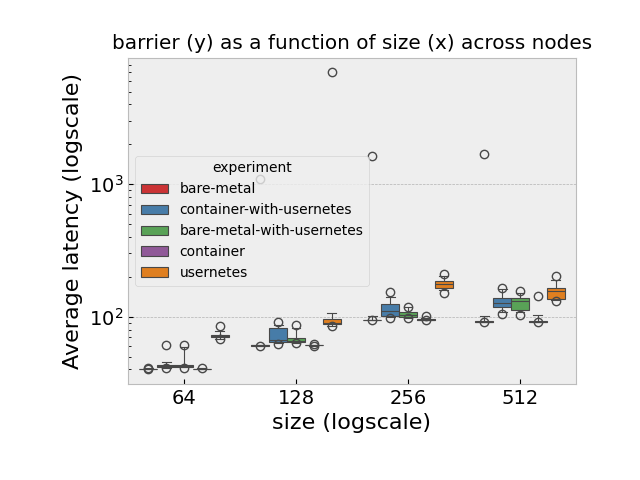 barrier (y) as a function of size (x) across nodes
Average latency (logscale)
10³
10²
experiment
bare-metal
container-with-usernetes
bare-metal-with-usernetes
container
usernetes
64 128 256 512
size (logscale)